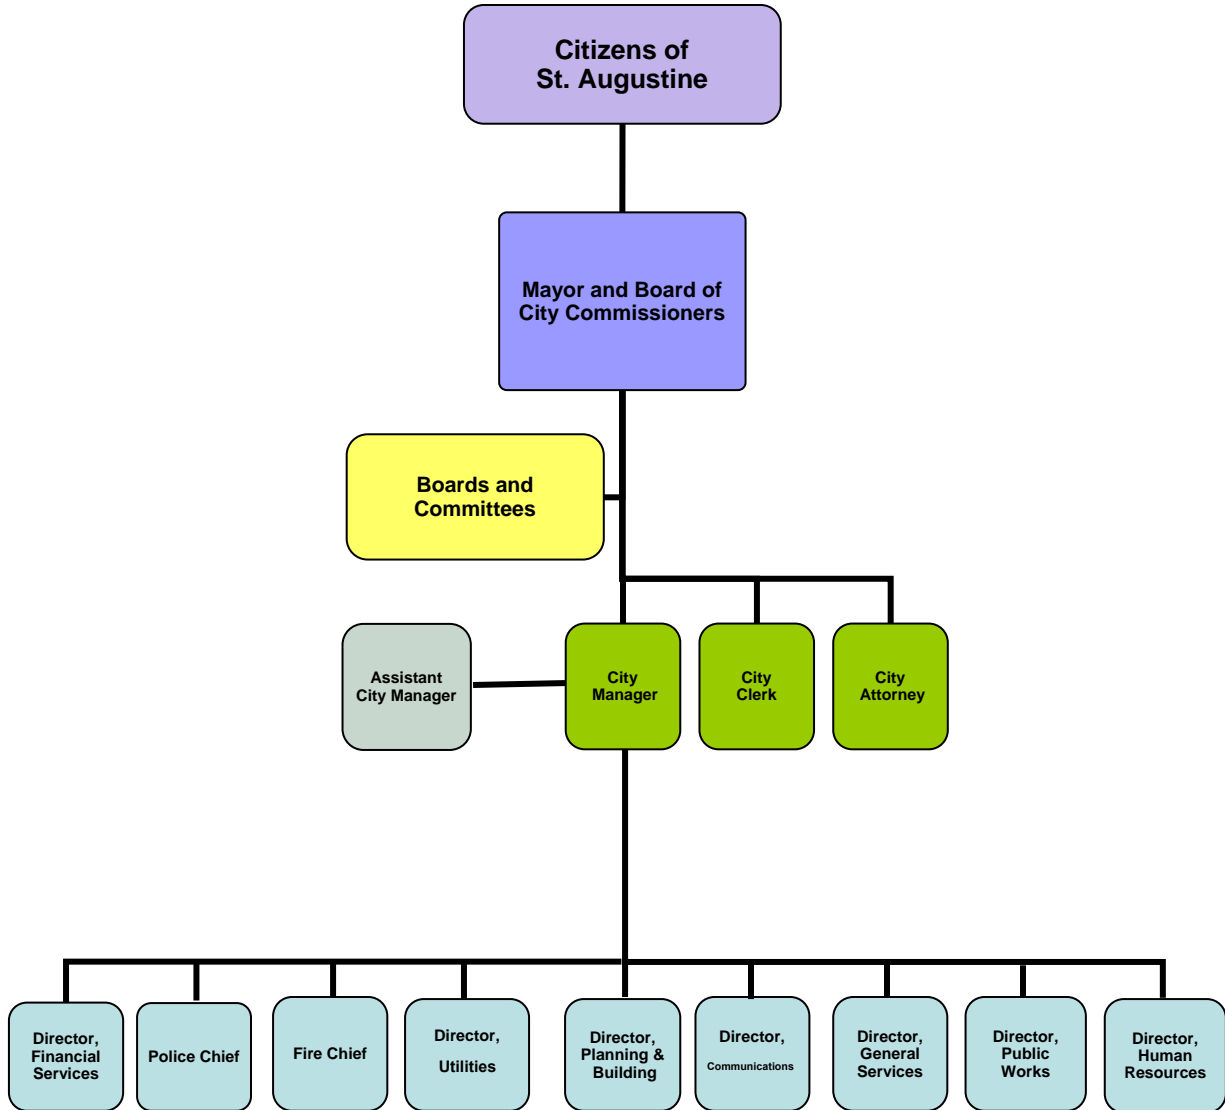 Citizens of
St. Augustine
Mayor and Board of
City Commissioners
Boards and
Committees
Assistant
City Manager
City
Manager
City
Clerk
City
Attorney
Director,
Financial
Services
Police Chief
Fire Chief
Director,
Utilities
Director,
Planning &
Building
Director,
Communications
Director,
General
Services
Director,
Public
Works
Director,
Human
Resources